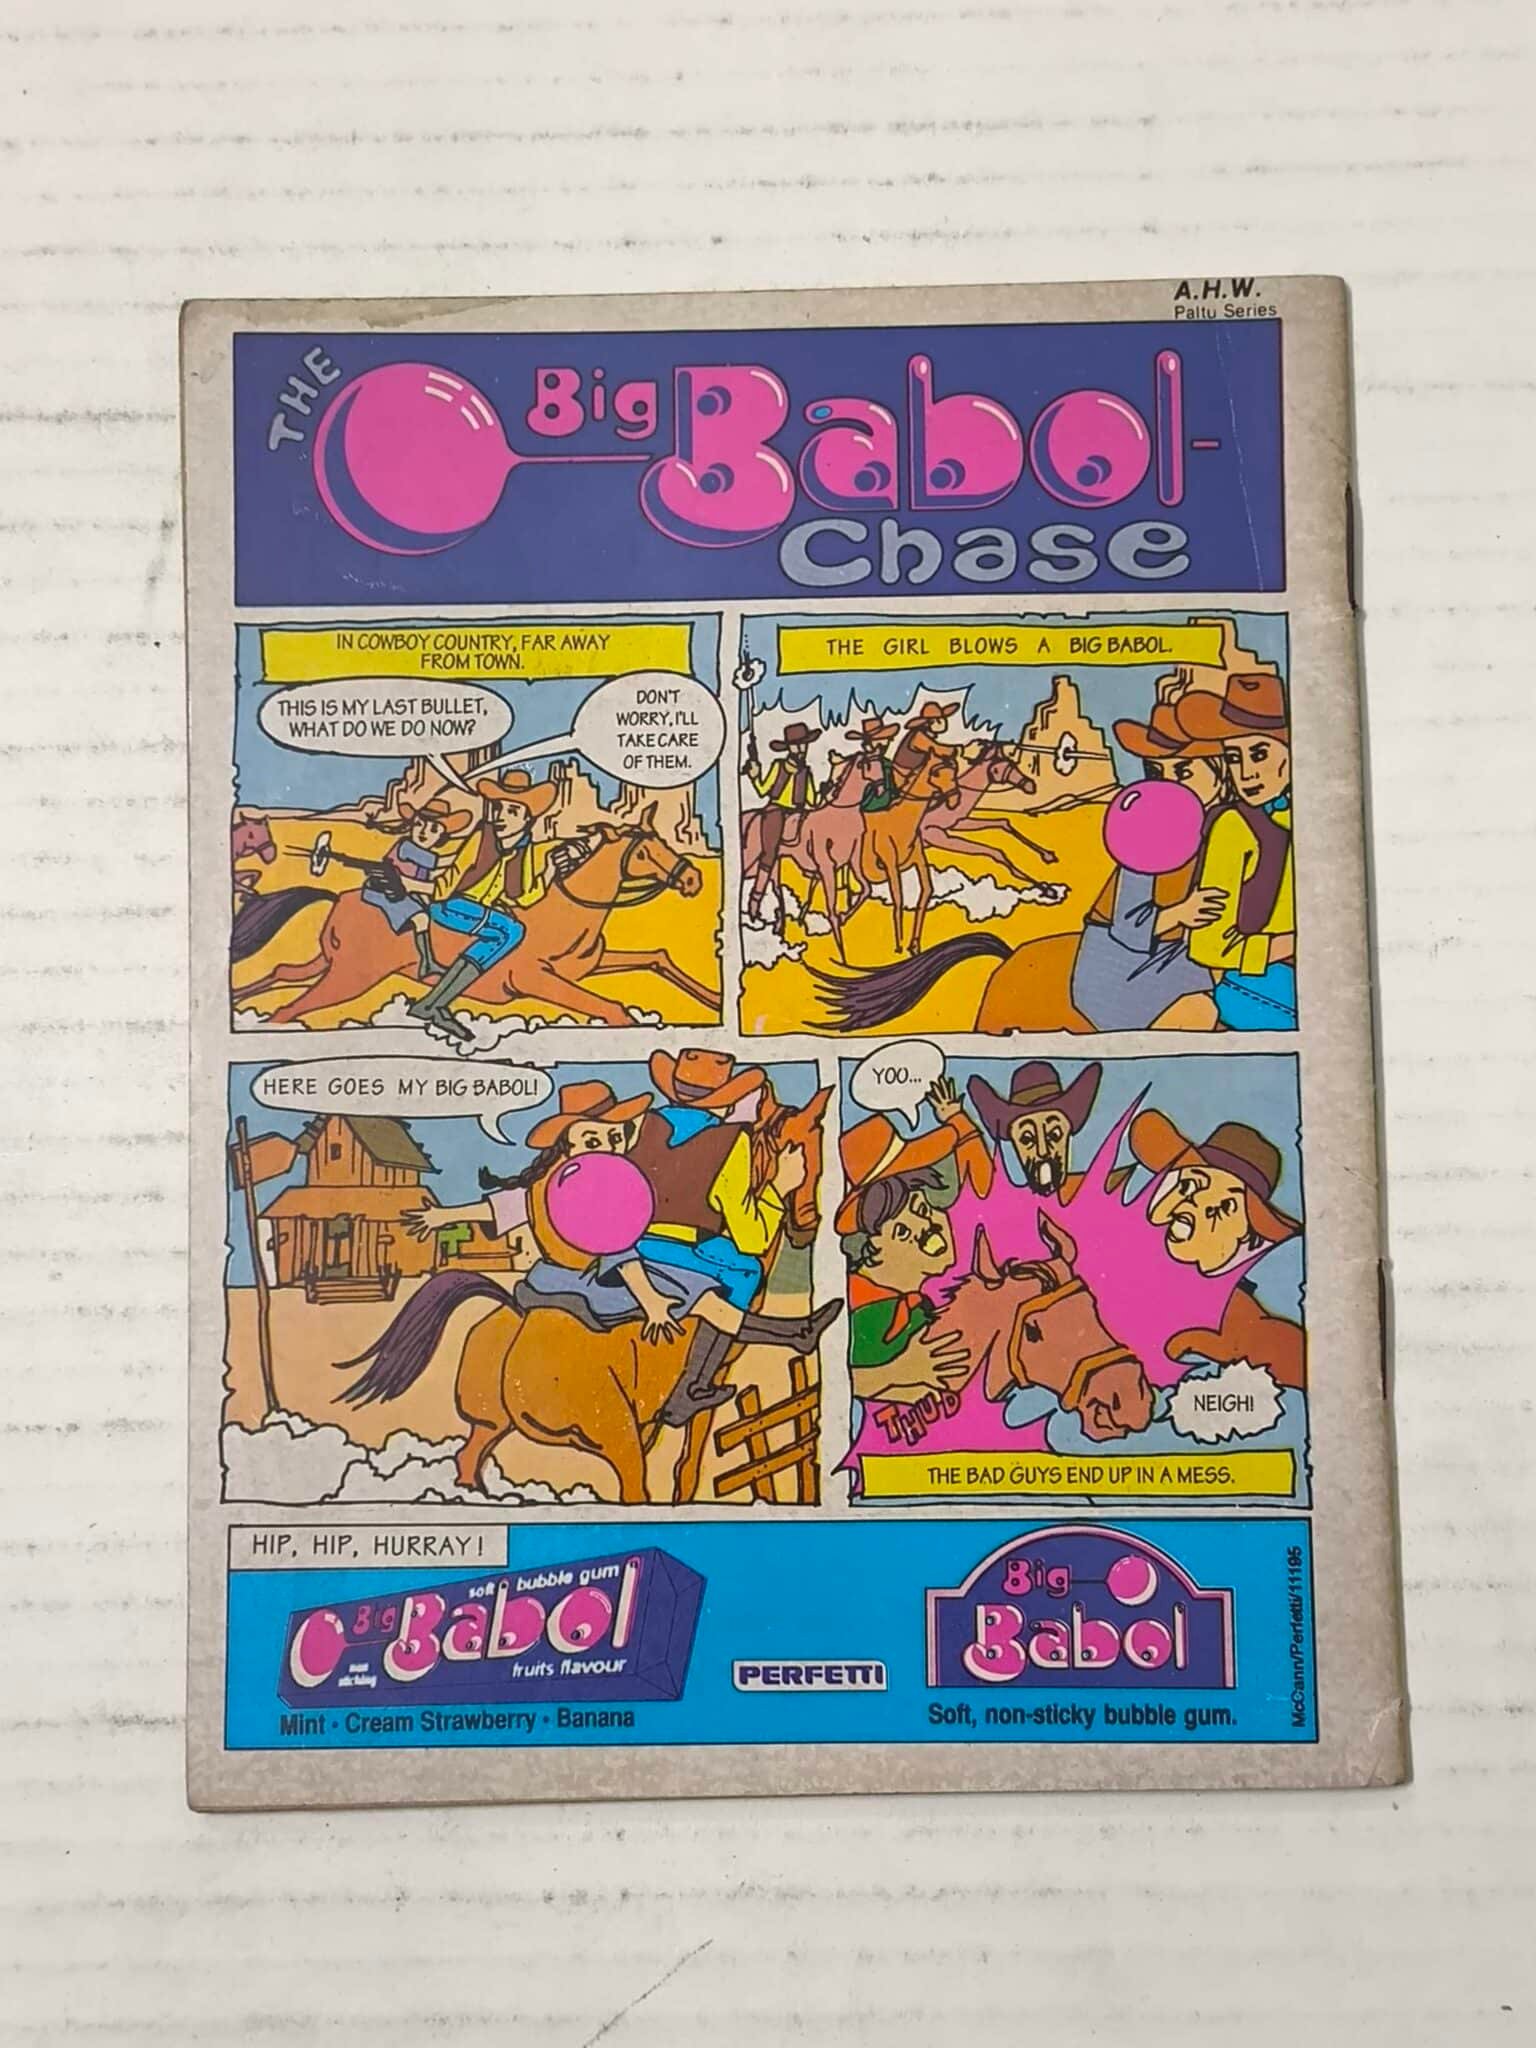 A.H.W.
Paltu Series
THE
Big Babol-
Chase
IN COWBOY COUNTRY, FAR AWAY
FROM TOWN.
THIS IS MY LAST BULLET,
WHAT DO WE DO NOW?
DON'T
WORRY, I'LL
TAKE CARE
OF THEM.
THE GIRL BLOWS A BIG BABOL.
HERE GOES MY BIG BABOL!
YOO...
THUD
NEIGH!
THE BAD GUYS END UP IN A MESS.
HIP, HIP, HURRAY!
soft bubble gum
Big Babol
non
sticking
fruits flavour
Mint • Cream Strawberry • Banana
PERFETTI
Big
Babol
Soft, non-sticky bubble gum.
McCann/Perfetti/11195